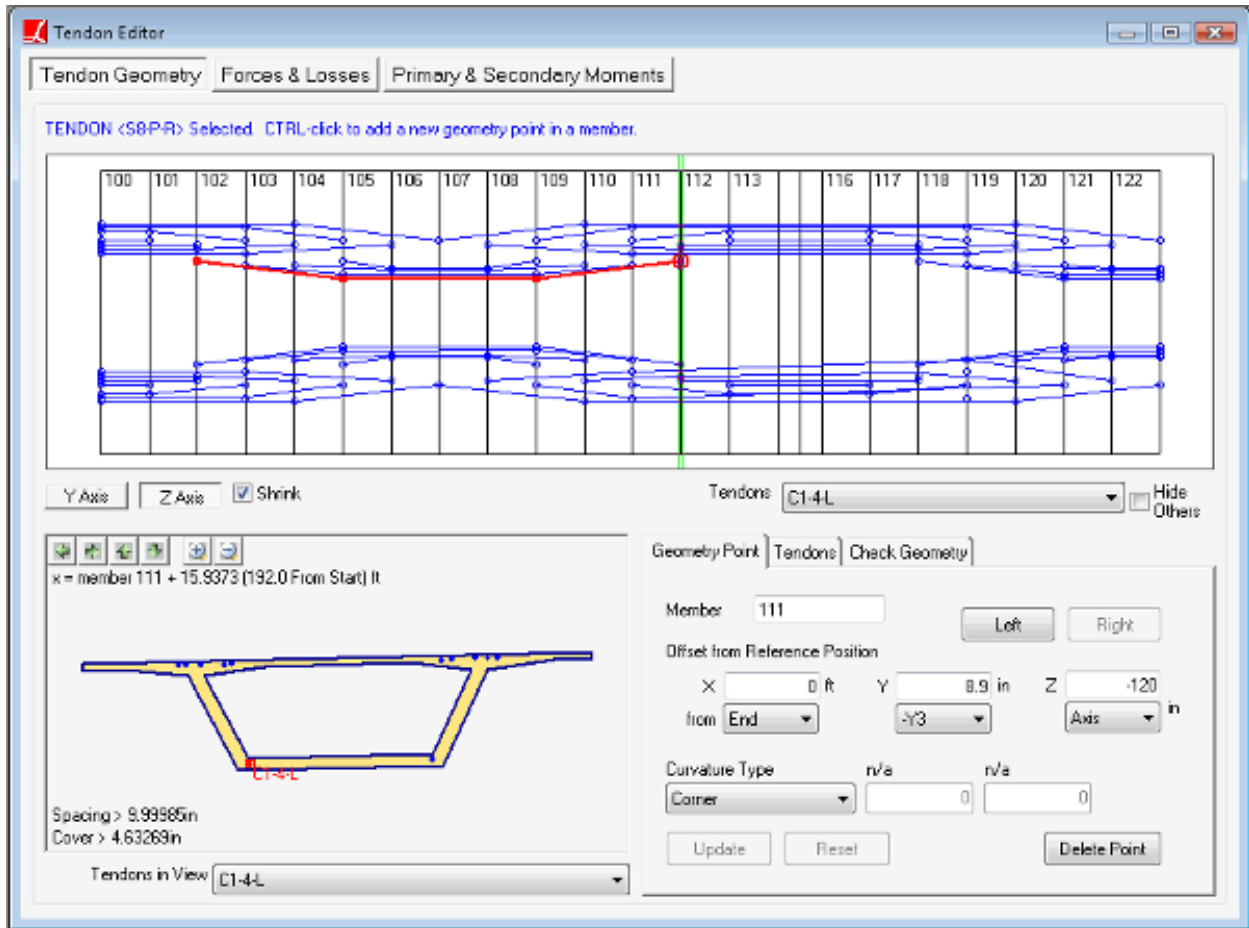 Tendon Editor
Tendon Geometry Forces & Losses Primary & Secondary Moments
TENDON <S8-P-R> Selected. CTRL-click to add a new geometry point in a member.
100 101 102 103 104 105 106 107 108 109 110 111 112 113 116 117 118 119 120 121 122
Y Axis Z Axis Shrink Tendons C1-4-L Hide
Others
x = member 111 + 15.9373 (192.0 From Start) ft
C1-4-L
Spacing > 9.99985in
Cover > 4.63269in
Tendons in View C1-4-L
Geometry Point Tendons Check Geometry
Member 111 Left Right
Offset from Reference Position
X 0 ft Y 8.9 in Z -120 in
from End -Y3 Axis
Curvature Type n/a n/a
Corner 0 0
Update Reset Delete Point